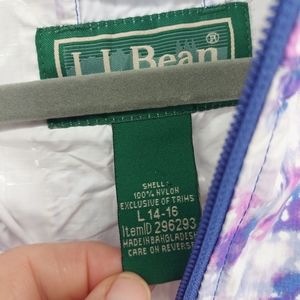 L.L.Bean®
SHELL:
100% NYLON
EXCLUSIVE OF TRIMS
L 14-16
ItemID 296293
MADE IN BANGLADESH
CARE ON REVERSE